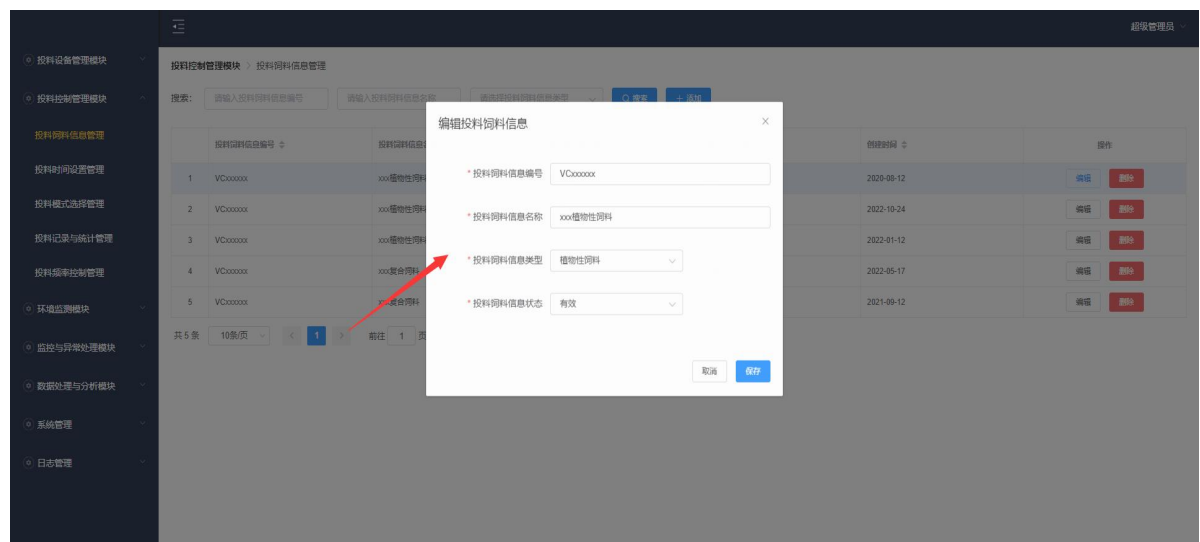 超级管理员
投料设备管理模块
投料控制管理模块
投料饲料信息管理
投料时间设置管理
投料模式选择管理
投料记录与统计管理
投料频率控制管理
环境监测模块
监控与异常处理模块
数据处理与分析模块
系统管理
日志管理
投料控制管理模块 > 投料饲料信息管理
搜索: 请输入投料饲料信息编号 请输入投料饲料信息名称 请选择投料饲料信息类型 搜索 + 添加
投料饲料信息编号 投料饲料信息 创建时间 操作
1 VCxxxxxx xxx植物性饲料 2020-08-12 编辑 删除
2 VCxxxxxx xxx植物性饲料 2022-10-24 编辑 删除
3 VCxxxxxx xxx植物性饲料 2022-01-12 编辑 删除
4 VCxxxxxx xxx复合饲料 2022-05-17 编辑 删除
5 VCxxxxxx xxx复合饲料 2021-09-12 编辑 删除
共 5 条 10条/页 < 1 > 前往 1 页
编辑投料饲料信息 ×
* 投料饲料信息编号 VCxxxxxx
* 投料饲料信息名称 xxx植物性饲料
* 投料饲料信息类型 植物性饲料
* 投料饲料信息状态 有效
取消 保存